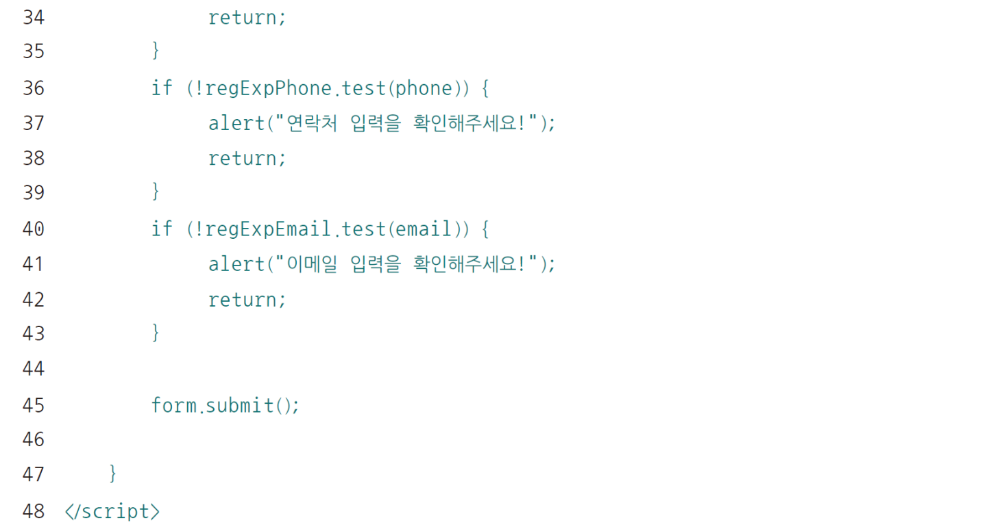 34 return;
35 }
36 if (!regExpPhone.test(phone)) {
37 alert("연락처 입력을 확인해주세요!");
38 return;
39 }
40 if (!regExpEmail.test(email)) {
41 alert("이메일 입력을 확인해주세요!");
42 return;
43 }
44
45 form.submit();
46
47 }
48 </script>